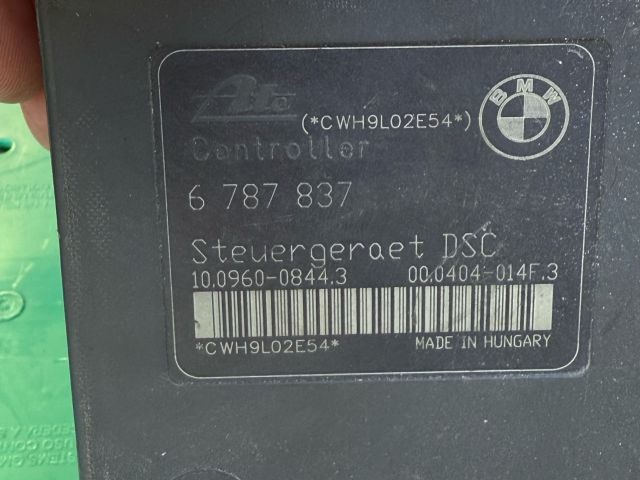 Ate
(*CWH9L02E54*)
BMW
Controller
6 787 837
Steuergeraet DSC
10.0960-0844.3 00.0404-014F.3
*CWH9L02E54*
MADE IN HUNGARY